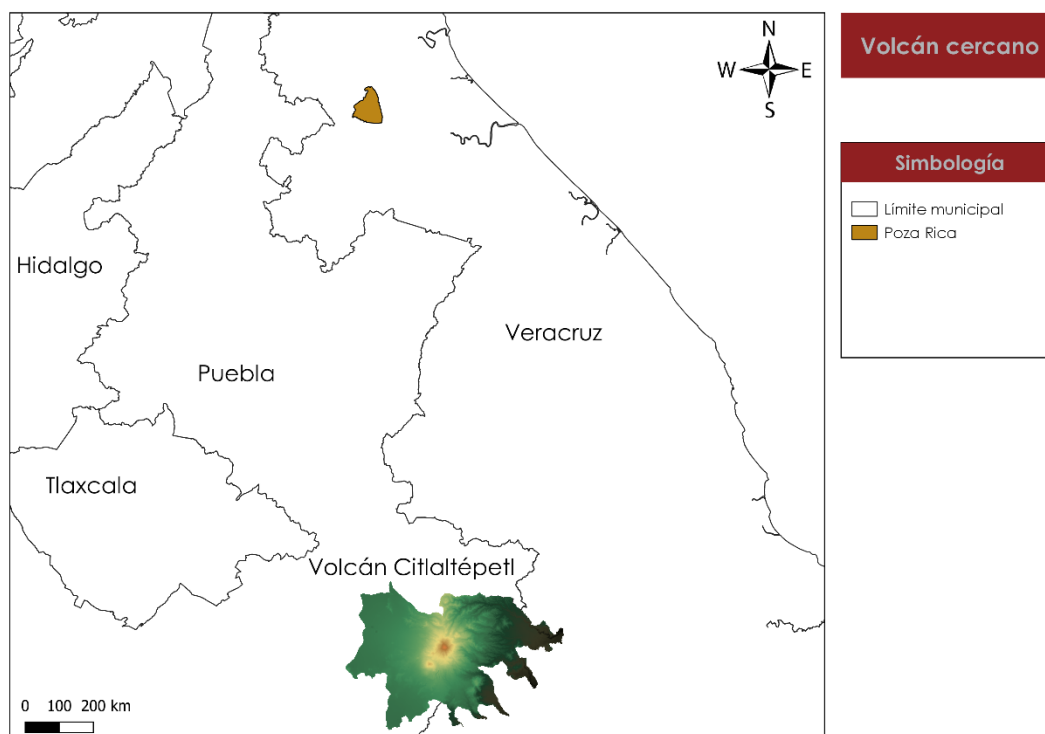 N
W E
S
Volcán cercano
Simbología
Límite municipal
Poza Rica
Hidalgo
Veracruz
Puebla
Tlaxcala
Volcán Citlaltépetl
0 100 200 km